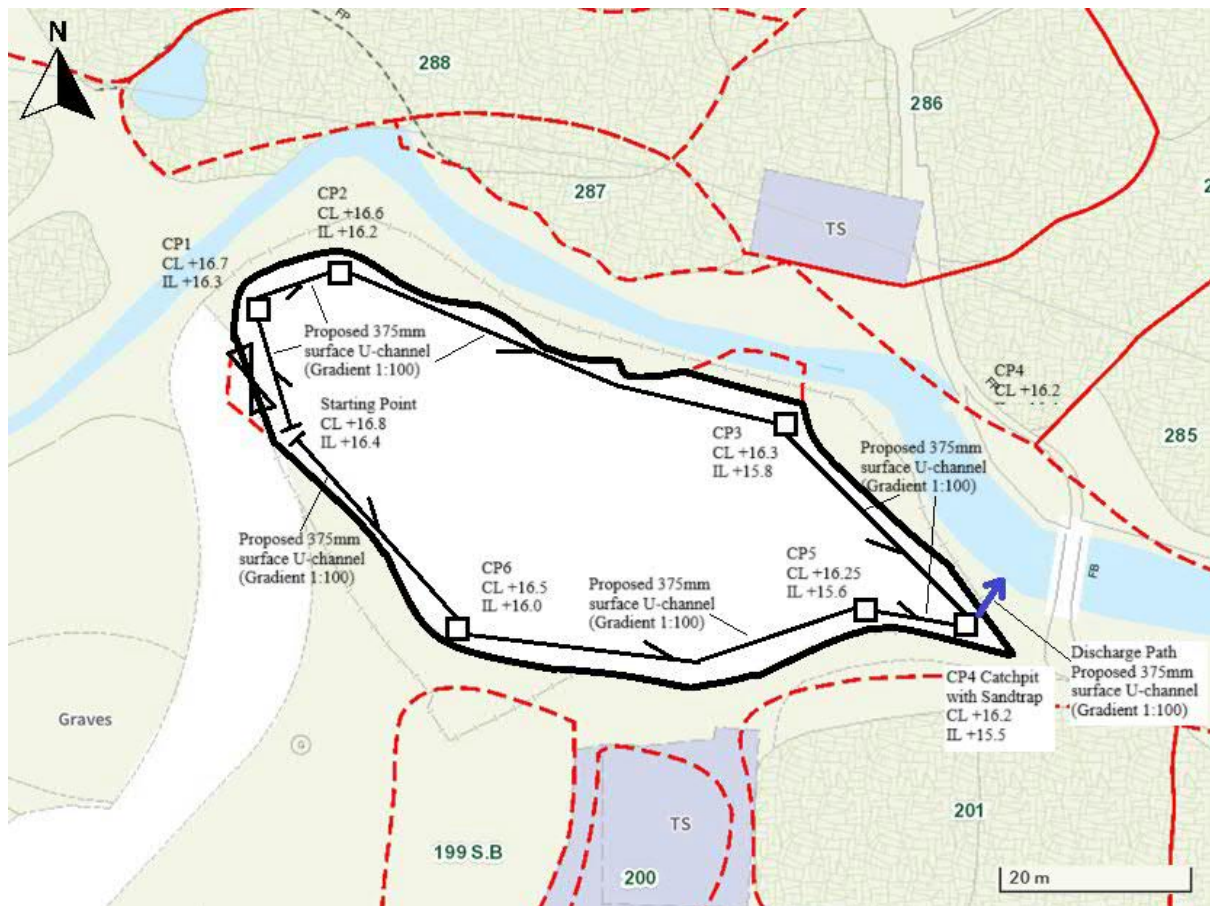 N
FP
288
286
287
TS
CP2
CL +16.6
IL +16.2
CP1
CL +16.7
IL +16.3
Proposed 375mm
surface U-channel
(Gradient 1:100)
Starting Point
CL +16.8
IL +16.4
CP4
CL +16.2
FP
285
CP3
CL +16.3
IL +15.8
Proposed 375mm
surface U-channel
(Gradient 1:100)
Proposed 375mm
surface U-channel
(Gradient 1:100)
CP6
CL +16.5
IL +16.0
Proposed 375mm
surface U-channel
(Gradient 1:100)
CP5
CL +16.25
IL +15.6
FB
Discharge Path
Proposed 375mm
surface U-channel
(Gradient 1:100)
CP4 Catchpit
with Sandtrap
CL +16.2
IL +15.5
Graves
G
TS
199 S.B
200
201
20 m